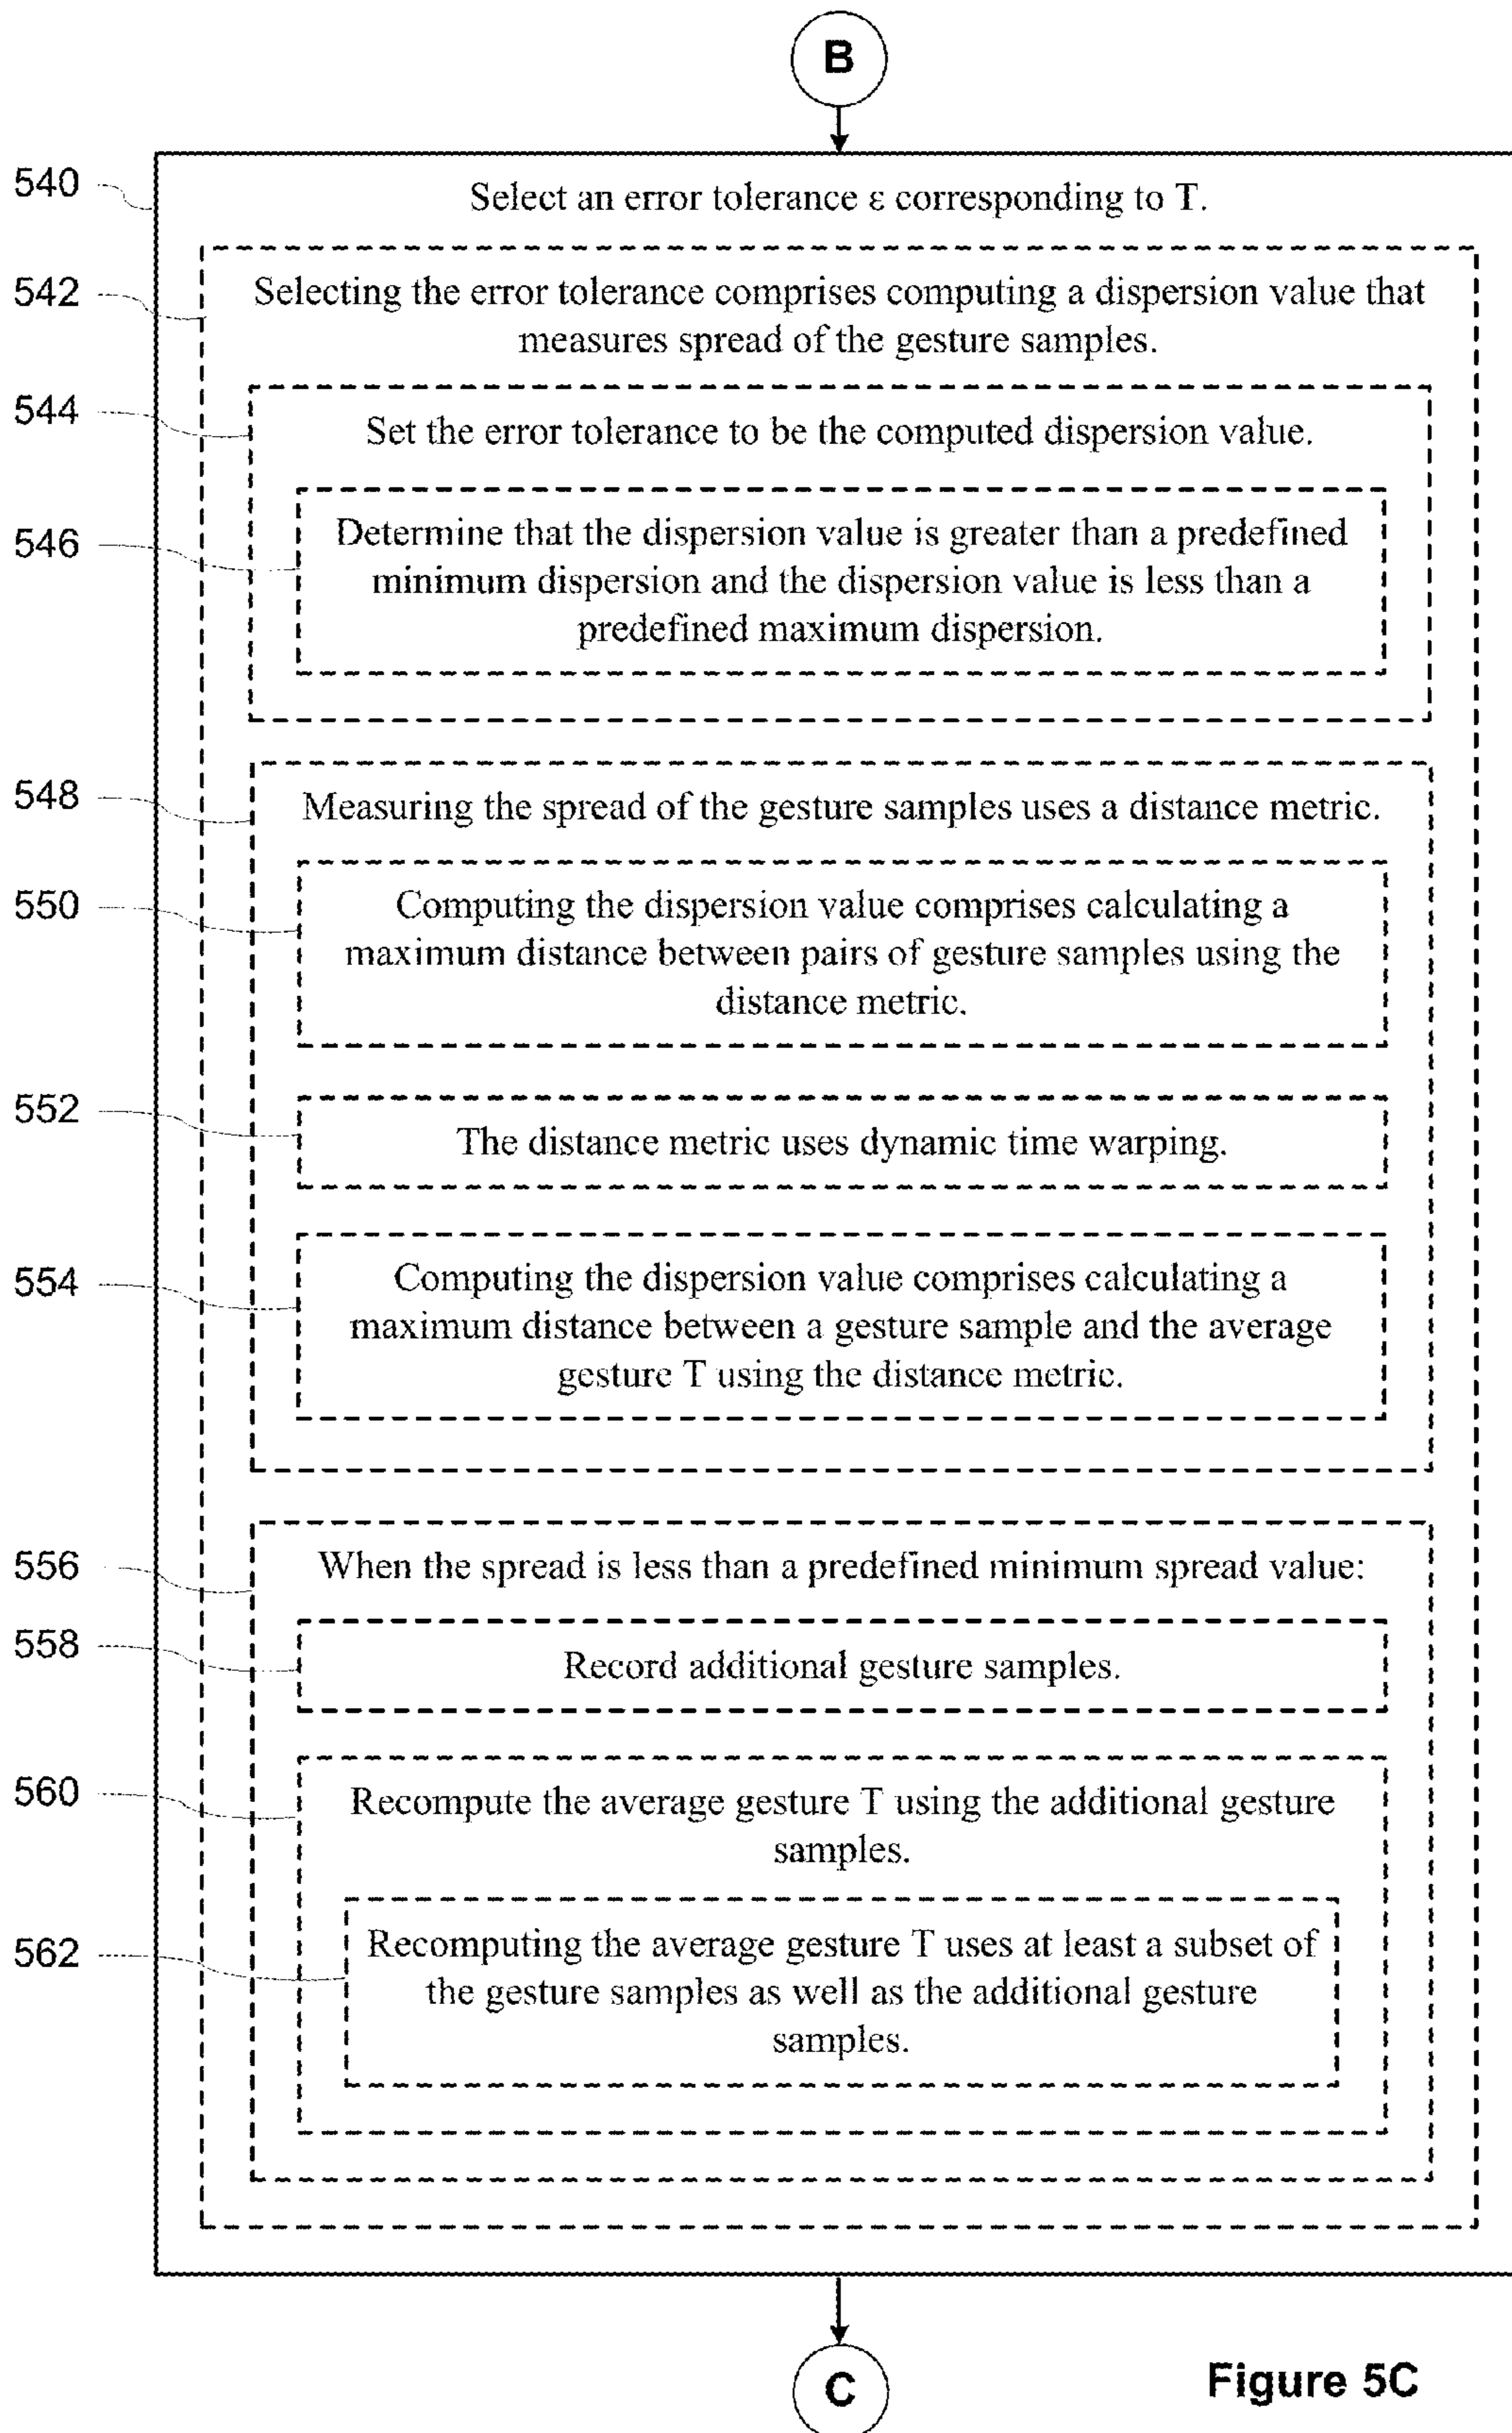 B
540
Select an error tolerance ε corresponding to T.
542
Selecting the error tolerance comprises computing a dispersion value that
measures spread of the gesture samples.
544
Set the error tolerance to be the computed dispersion value.
546
Determine that the dispersion value is greater than a predefined
minimum dispersion and the dispersion value is less than a
predefined maximum dispersion.
548
Measuring the spread of the gesture samples uses a distance metric.
550
Computing the dispersion value comprises calculating a
maximum distance between pairs of gesture samples using the
distance metric.
552
The distance metric uses dynamic time warping.
554
Computing the dispersion value comprises calculating a
maximum distance between a gesture sample and the average
gesture T using the distance metric.
556
When the spread is less than a predefined minimum spread value:
558
Record additional gesture samples.
560
Recompute the average gesture T using the additional gesture
samples.
562
Recomputing the average gesture T uses at least a subset of
the gesture samples as well as the additional gesture
samples.
C
Figure 5C